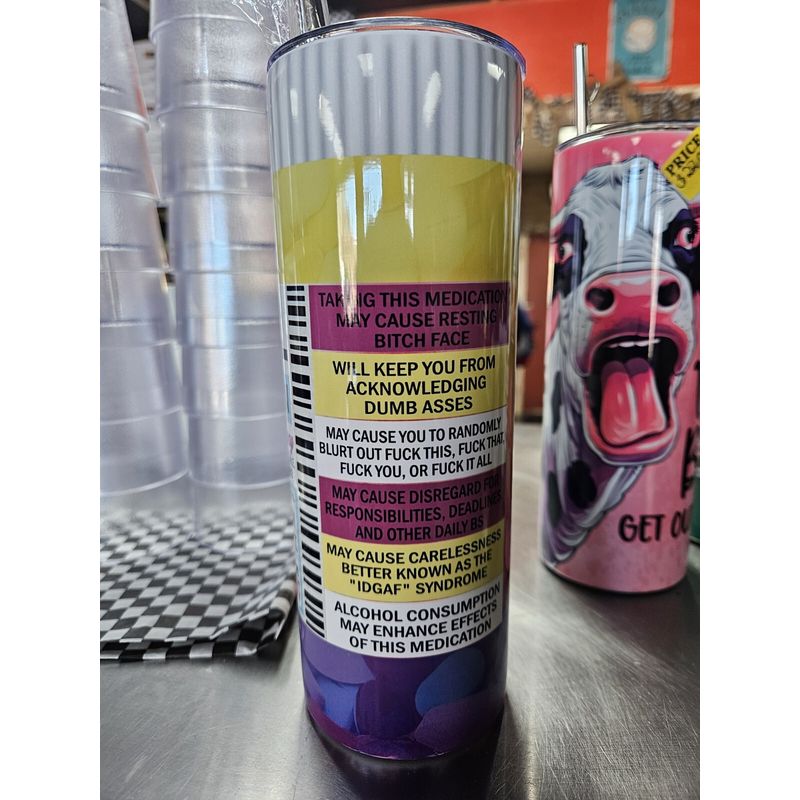 TAKING THIS MEDICATION
MAY CAUSE RESTING
BITCH FACE
WILL KEEP YOU FROM
ACKNOWLEDGING
DUMB ASSES
MAY CAUSE YOU TO RANDOMLY
BLURT OUT FUCK THIS, FUCK THAT,
FUCK YOU, OR FUCK IT ALL
MAY CAUSE DISREGARD FOR
RESPONSIBILITIES, DEADLINES
AND OTHER DAILY BS
MAY CAUSE CARELESSNESS
BETTER KNOWN AS THE
"IDGAF" SYNDROME
ALCOHOL CONSUMPTION
MAY ENHANCE EFFECTS
OF THIS MEDICATION
PRICE
GET